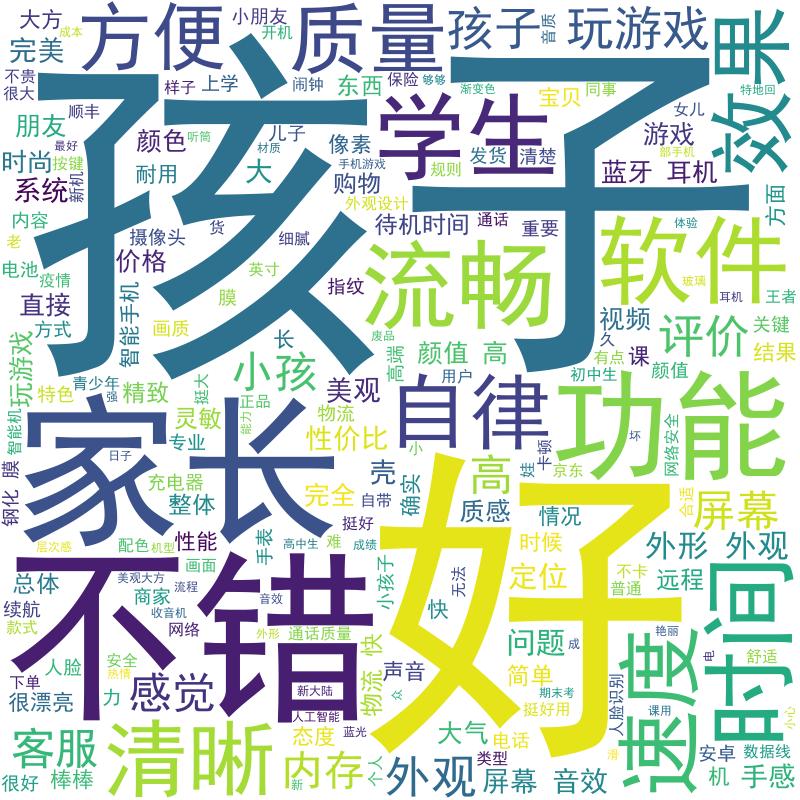 大方
成本
方便
质量
小朋友
开机
孩子
音质
玩游戏
效果
完美
不贵
很大
样子
上学
闹钟
东西
保险
够够
渐变色
同事
特地回
宝贝
女儿
顺丰
朋友
最好
颜色
听筒
儿子
材质
像素
手机游戏
学生
发货
清楚
游戏
部手机
时尚
按键
耐用
大
购物
规则
蓝牙 耳机
系统
新机
孩子
外观设计
方面
内容
货
待机时间
通话
重要
老
摄像头
细腻
体验
软件
电池
疫情
价格
英寸
流畅
直接
智能手机
膜
指纹
玻璃
耳机
王者
方式
画质
长
废品
视频
久
评价
关键
玩游戏
小孩
高端
颜值 高
有点
课
结果
青少年
强
挺大
美观
用户
初中生
颜值
特色
精致
正品
能力
自律
功能
智能机
灵敏
物流
家长
专业
性价比
小
卡顿
坏
网络安全
日子
钢化 膜
充电器
壳
高
娃
京东
整体
完全
自带
确实
质感
合适
屏幕
情况
好
层次感
配色
机型
性能
手表
高中生
难
挺好
成绩
小孩子
时候
外形 外观
不错
总体
美观大方
流程
画面
快
无法
定位
不卡
普通
远程
时间
续航
商家
收音机
音效
款式
网络
外形
通话质量
物流 快
问题
成
艳丽
速度
人脸
安全
热情
声音
简单
电
舒适
下单
很漂亮
力
感觉
新大陆
众
期末考
人脸识别
课用
小心
人工智能
挺好用
客服
清晰
态度
蓝光
大气
电话
滑
安卓
数据线
很好
棒棒
新
内存
个人
外观
类型
屏幕 音效
机
手感